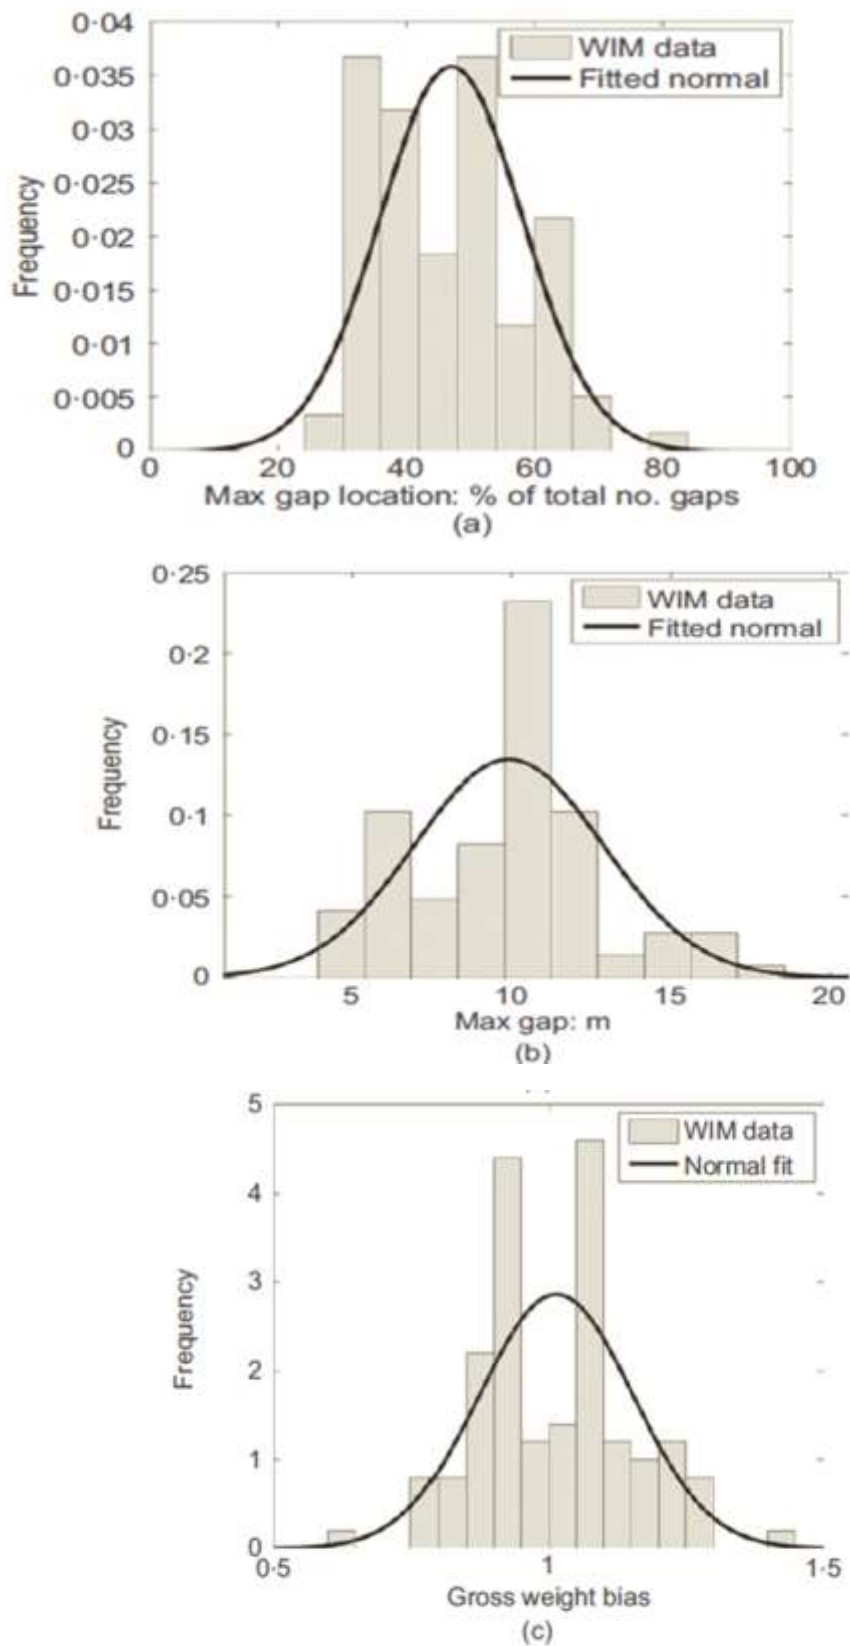 0·04
WIM data
Fitted normal
0·035
0·03
0·025
0·02
0·015
0·01
0·005
0
Frequency
0 20 40 60 80 100
Max gap location: % of total no. gaps
(a)
0·25
WIM data
Fitted normal
0·2
0·15
0·1
0·05
0
Frequency
5 10 15 20
Max gap: m
(b)
5
WIM data
Normal fit
4
3
2
1
0
Frequency
0·5 1 1·5
Gross weight bias
(c)